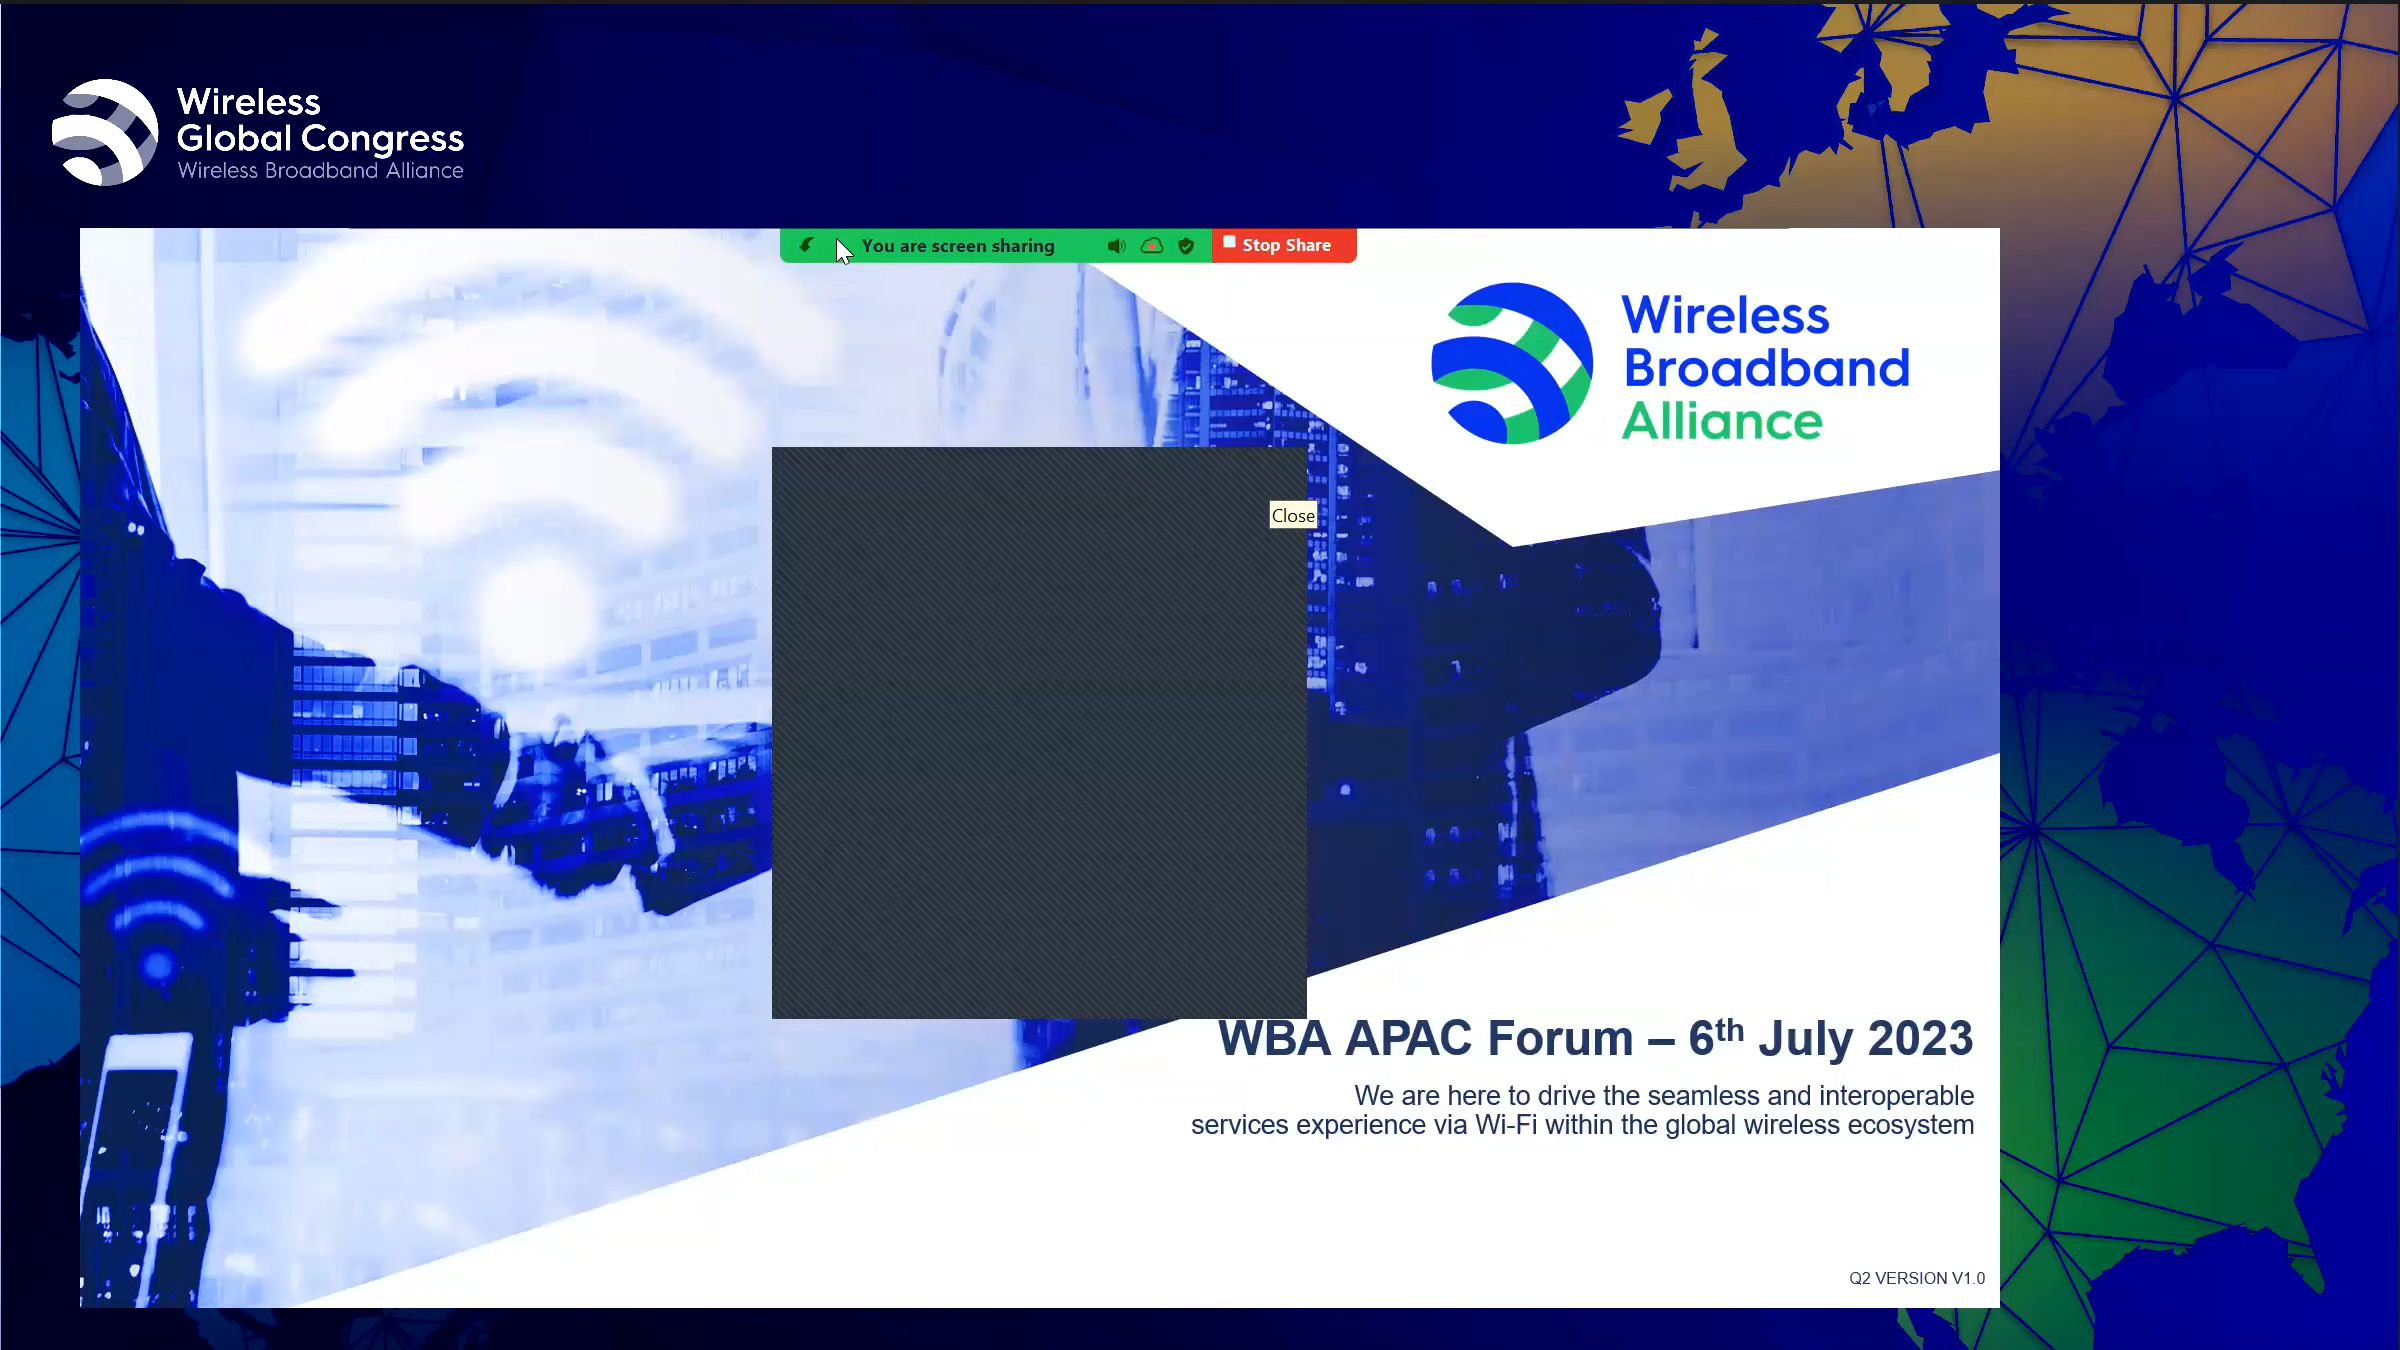 Wireless
Global Congress
Wireless Broadband Alliance
You are screen sharing
Stop Share
Wireless
Broadband
Alliance
Close
WBA APAC Forum – 6th July 2023
We are here to drive the seamless and interoperable
services experience via Wi-Fi within the global wireless ecosystem
Q2 VERSION V1.0